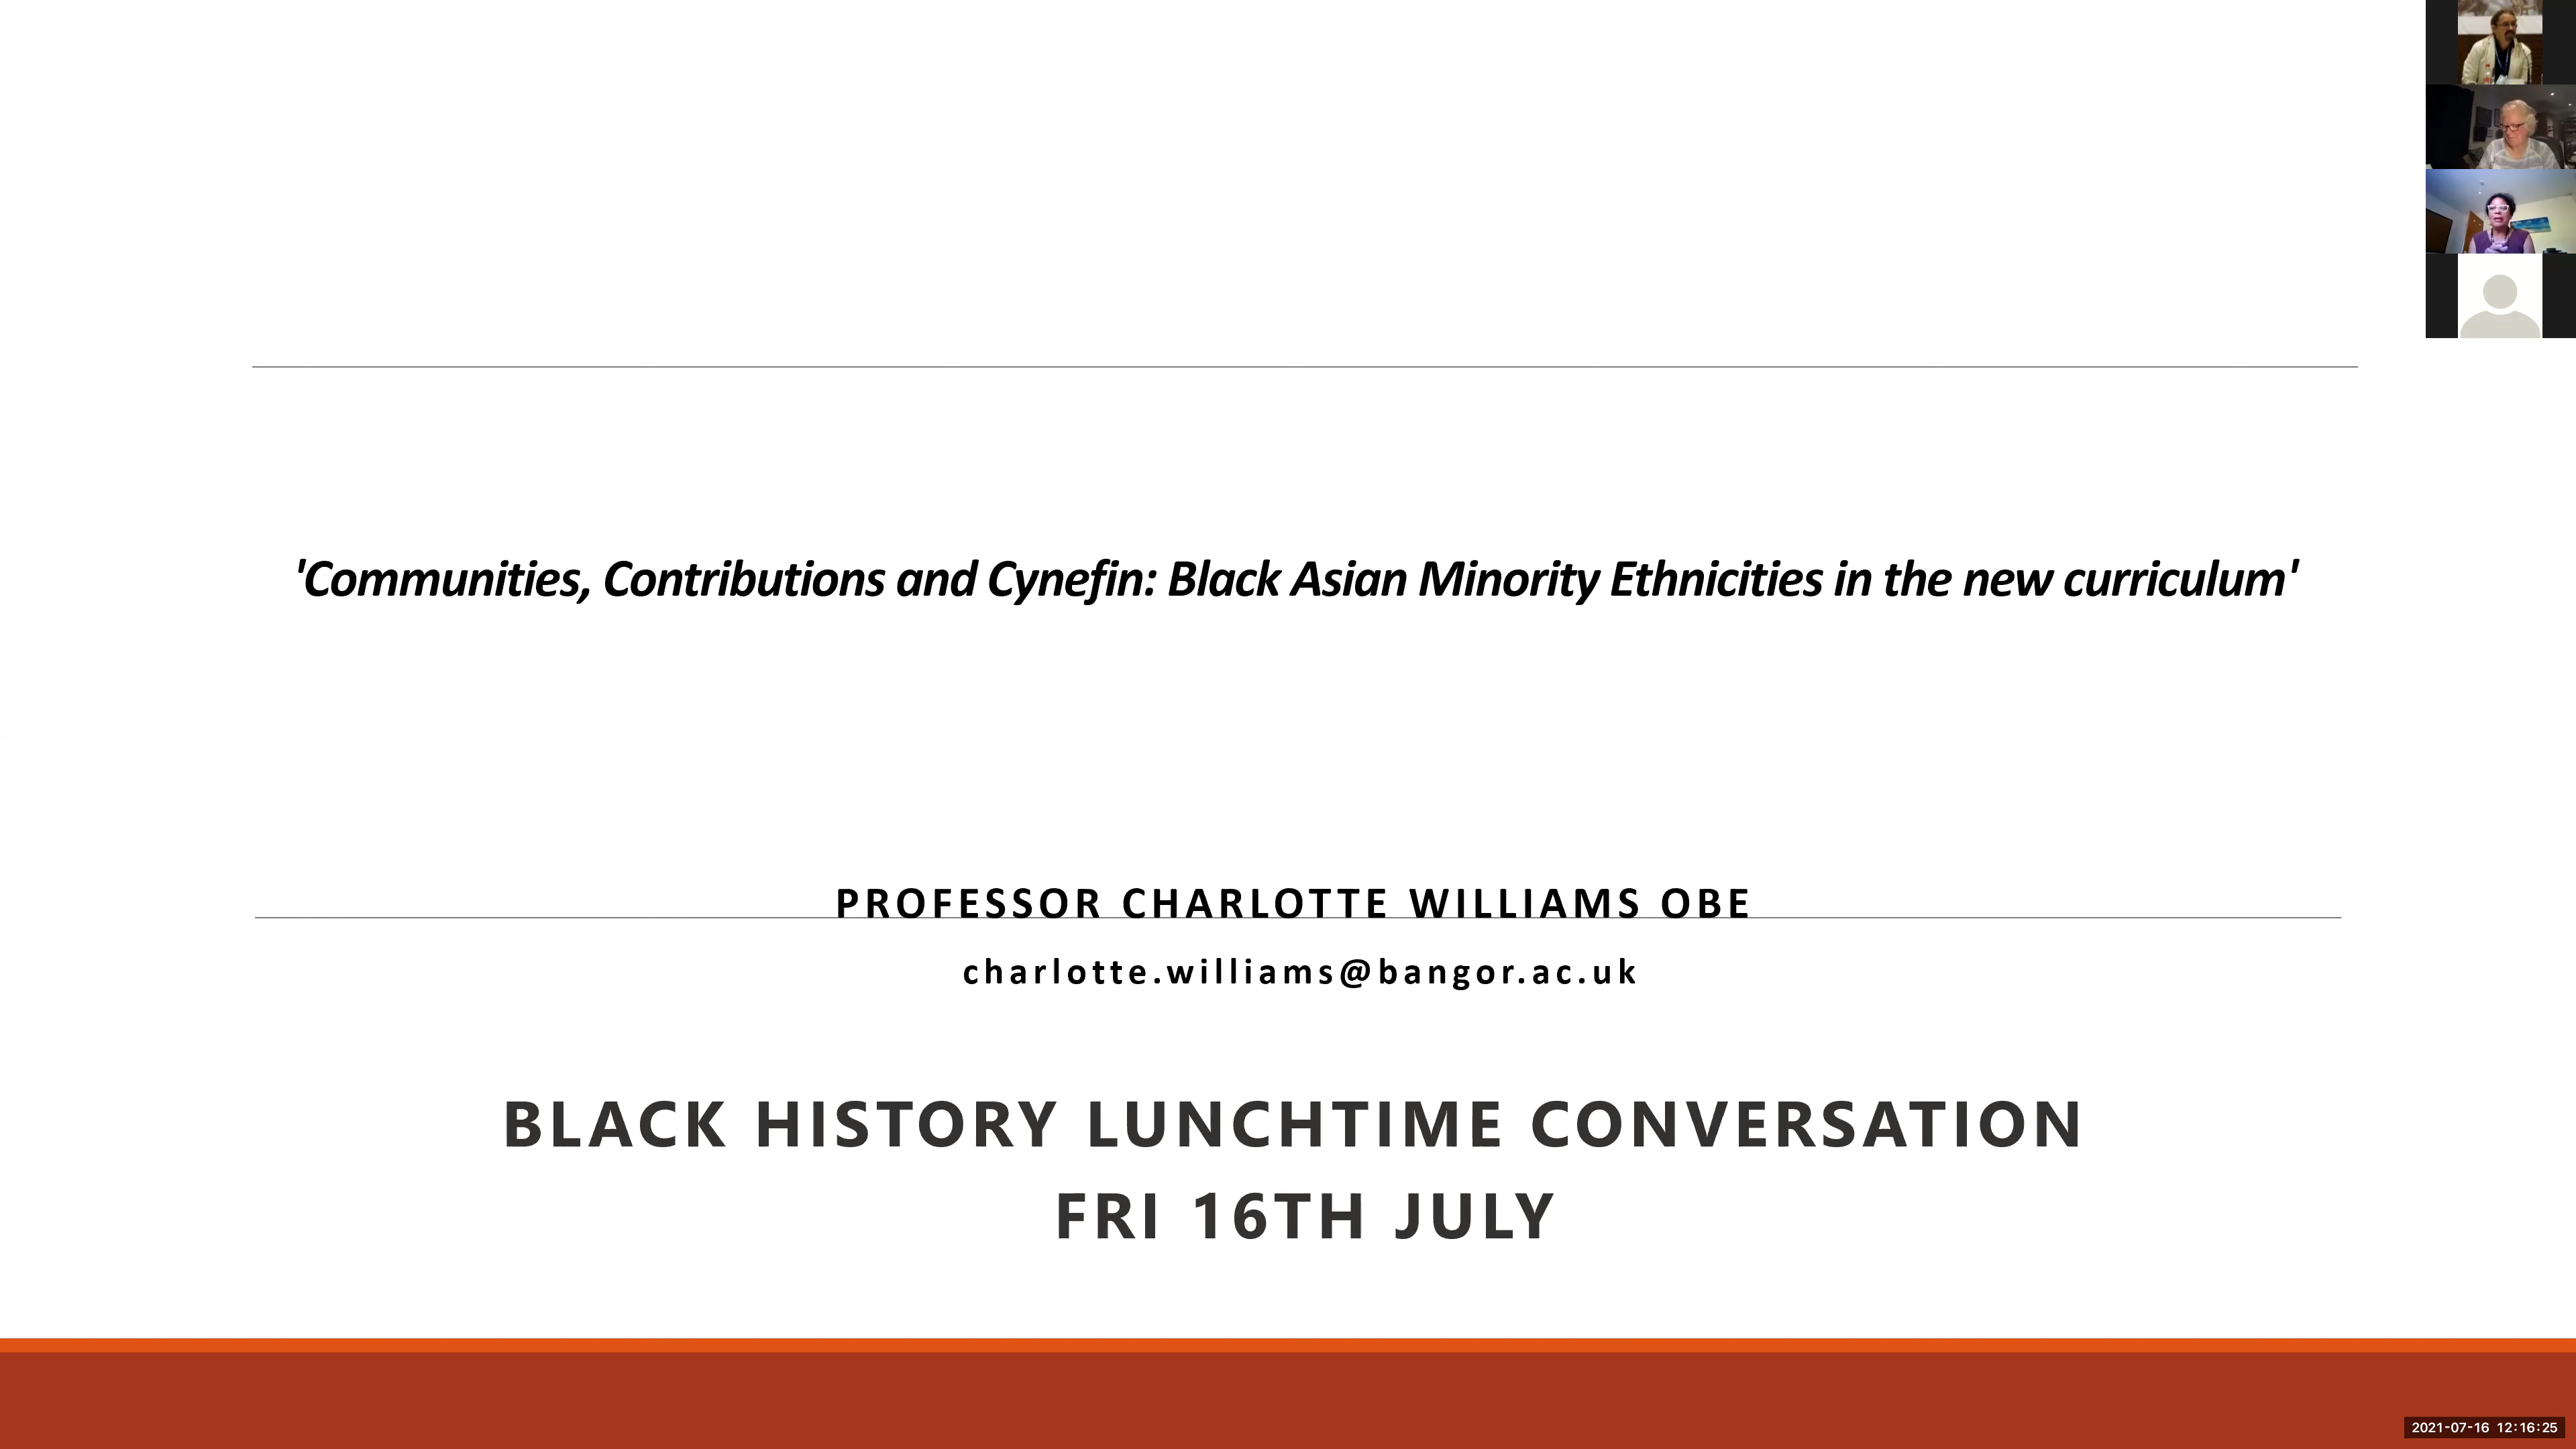 'Communities, Contributions and Cynefin: Black Asian Minority Ethnicities in the new curriculum'
PROFESSOR CHARLOTTE WILLIAMS OBE
charlotte.williams@bangor.ac.uk
BLACK HISTORY LUNCHTIME CONVERSATION
FRI 16TH JULY
2021-07-16 12:16:25